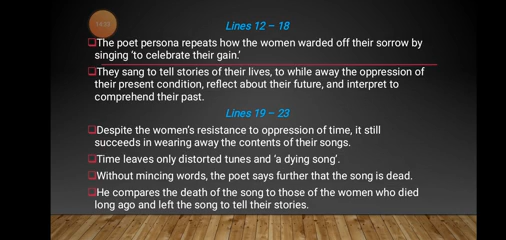 Lines 12 – 18
The poet persona repeats how the women warded off their sorrow by
singing 'to celebrate their gain.'
They sang to tell stories of their lives, to while away the oppression of
their present condition, reflect about their future, and interpret to
comprehend their past.
Lines 19 – 23
Despite the women's resistance to oppression of time, it still
succeeds in wearing away the contents of their songs.
Time leaves only distorted tunes and 'a dying song'.
Without mincing words, the poet says further that the song is dead.
He compares the death of the song to those of the women who died
long ago and left the song to tell their stories.